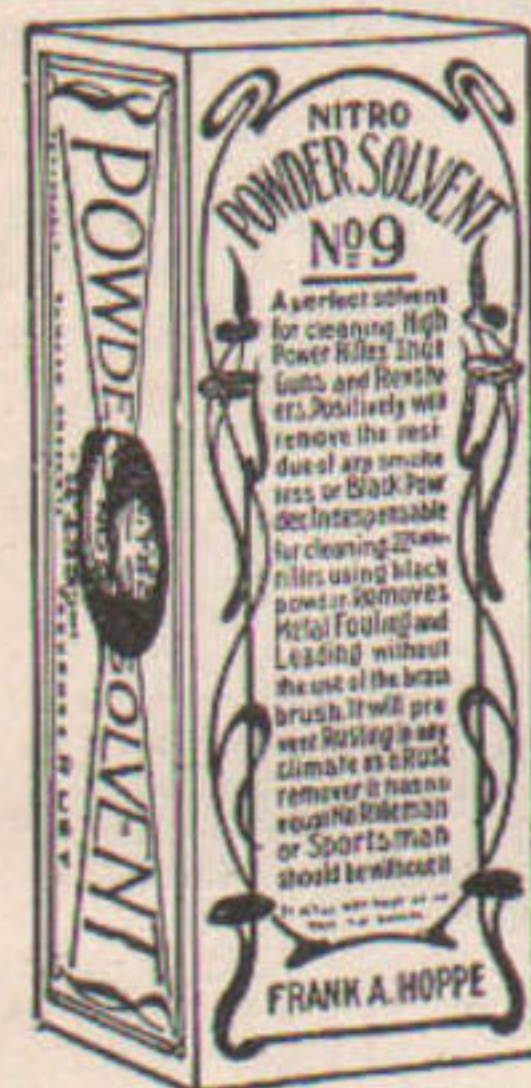 NITRO
POWDER SOLVENT
No 9
A perfect solvent
for cleaning High
Power Rifles Shot
Guns and Revolv-
ers. Positively will
remove the resi-
due of any smoke
less or Black Pow
der. Indespensable
for cleaning 22
rifles using black
powder. Removes
Metal Fouling and
Leading without
the use of the brass
brush. It will pre
vent Rusting in any
climate as a RUST
remover it has no
equal No Rifleman
or Sportsman
should be without it
FRANK A. HOPPE
POWDE
SOLVENT